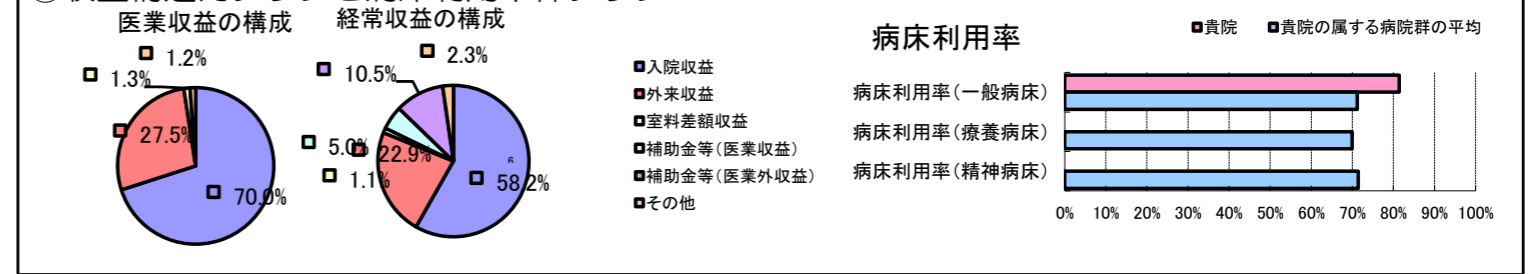 医業収益の構成
1.2%
1.3%
27.5%
70.0%
経常収益の構成
2.3%
10.5%
5.0%
22.9%
1.1%
58.2%
入院収益
外来収益
室料差額収益
補助金等(医業収益)
補助金等(医業外収益)
その他
病床利用率
貴院
貴院の属する病院群の平均
病床利用率(一般病床)
病床利用率(療養病床)
病床利用率(精神病床)
0% 10% 20% 30% 40% 50% 60% 70% 80% 90% 100%